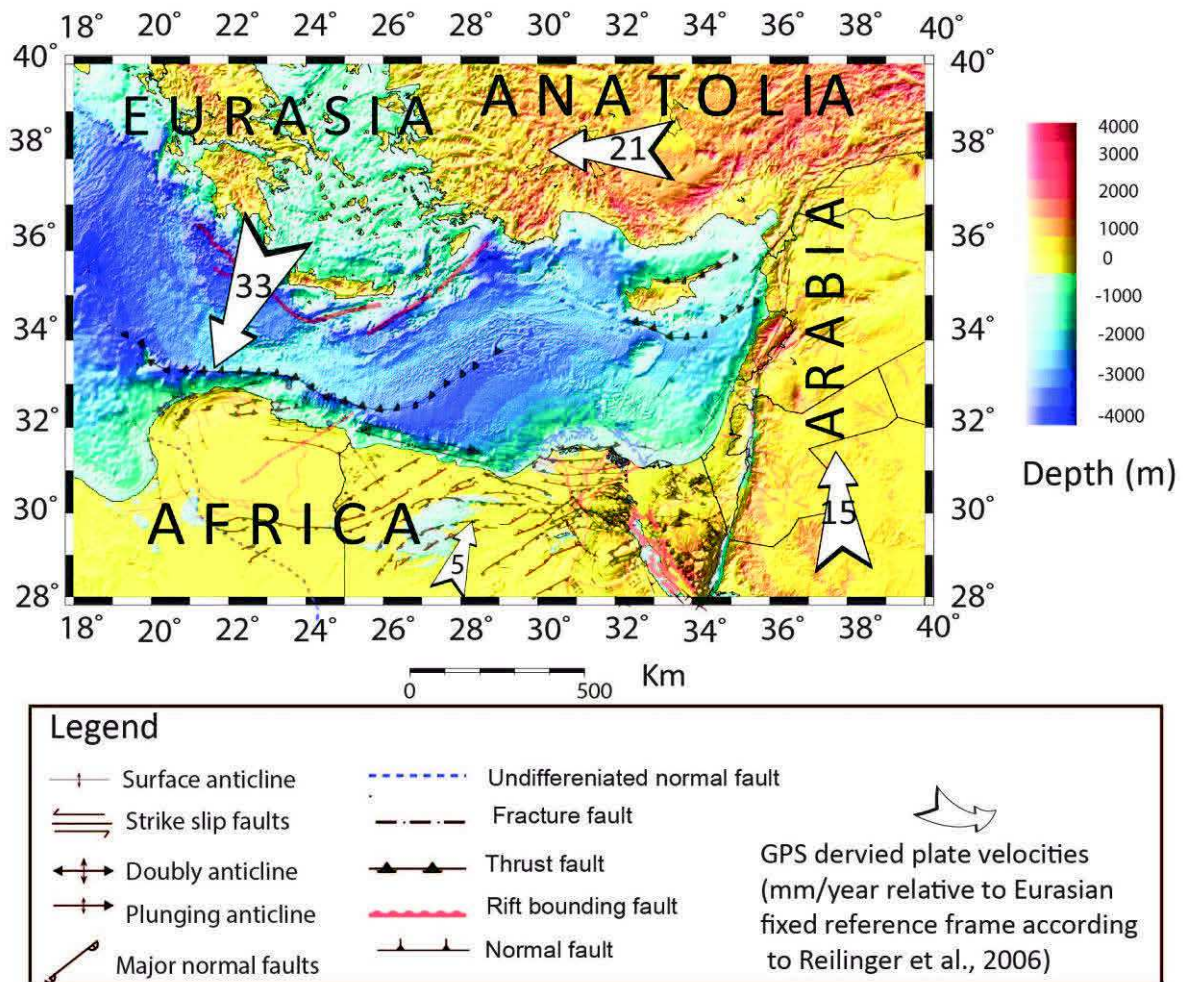 18° 20° 22° 24° 26° 28° 30° 32° 34° 36° 38° 40°
40° 40°
EURASIA ANATOLIA
38° 38°
21
4000
3000
2000
1000
0
-1000
-2000
-3000
-4000
Depth (m)
36° 36°
ARABIA
33
34° 34°
32° 32°
30° 30°
AFRICA
15
5
28° 28°
18° 20° 22° 24° 26° 28° 30° 32° 34° 36° 38° 40°
Km
0 500
Legend
Surface anticline
Strike slip faults
Doubly anticline
Plunging anticline
Major normal faults
Undiffereniated normal fault
Fracture fault
Thrust fault
Rift bounding fault
Normal fault
GPS dervied plate velocities
(mm/year relative to Eurasian
fixed reference frame according
to Reilinger et al., 2006)